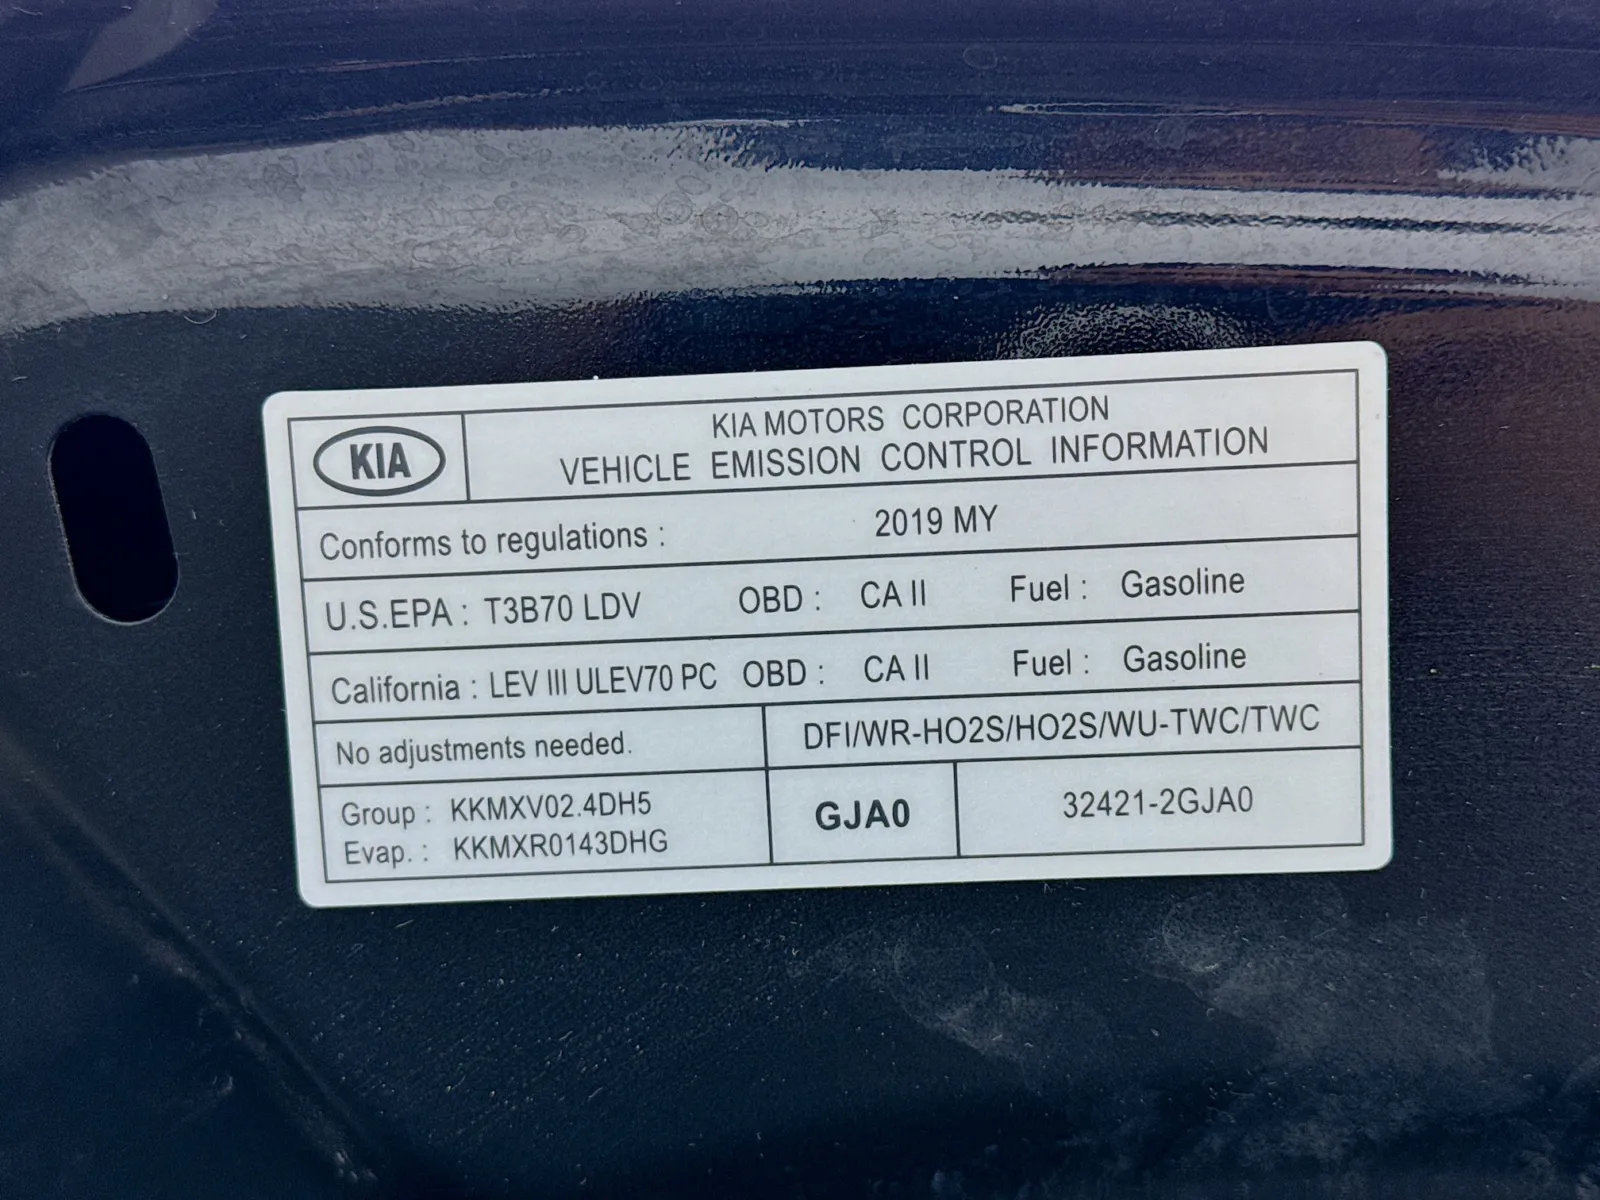 KIA
KIA MOTORS CORPORATION
VEHICLE EMISSION CONTROL INFORMATION
Conforms to regulations : 2019 MY
U.S.EPA : T3B70 LDV OBD : CA II Fuel : Gasoline
California : LEV III ULEV70 PC OBD : CA II Fuel : Gasoline
No adjustments needed. DFI/WR-HO2S/HO2S/WU-TWC/TWC
Group : KKMXV02.4DH5
Evap. : KKMXR0143DHG
GJA0
32421-2GJA0